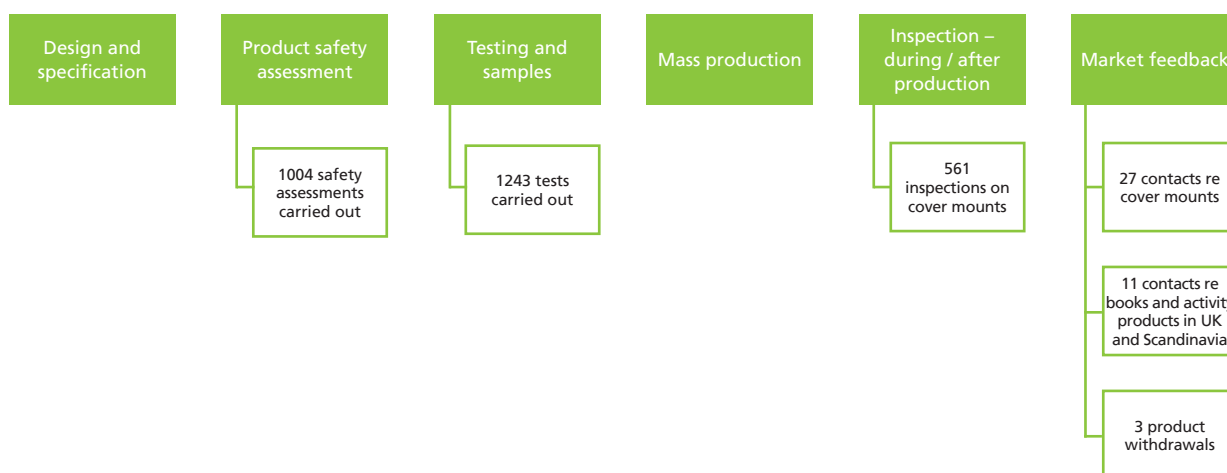 Design and
specification
Product safety
assessment
1004 safety
assessments
carried out
Testing and
samples
1243 tests
carried out
Mass production
Inspection –
during / after
production
561
inspections on
cover mounts
Market feedback
27 contacts re
cover mounts
11 contacts re
books and activity
products in UK
and Scandinavia
3 product
withdrawals